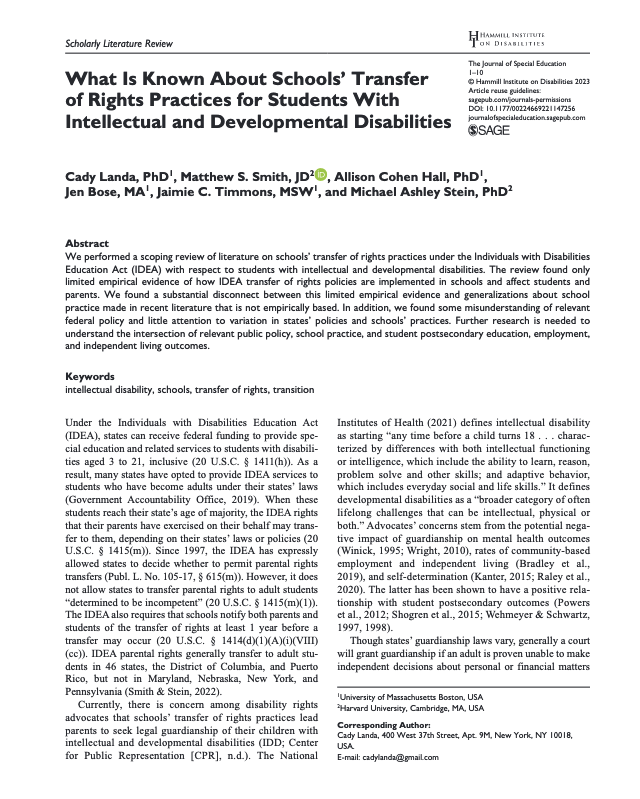 Scholarly Literature Review
HAMMILL INSTITUTE
ON DISABILITIES
What Is Known About Schools' Transfer
of Rights Practices for Students With
Intellectual and Developmental Disabilities
The Journal of Special Education
1–10
© Hammill Institute on Disabilities 2023
Article reuse guidelines:
sagepub.com/journals-permissions
DOI: 10.1177/00224669221147256
journalofspecialeducation.sagepub.com
SAGE
Cady Landa, PhD1, Matthew S. Smith, JD2 iD, Allison Cohen Hall, PhD1,
Jen Bose, MA1, Jaimie C. Timmons, MSW1, and Michael Ashley Stein, PhD2
Abstract
We performed a scoping review of literature on schools' transfer of rights practices under the Individuals with Disabilities
Education Act (IDEA) with respect to students with intellectual and developmental disabilities. The review found only
limited empirical evidence of how IDEA transfer of rights policies are implemented in schools and affect students and
parents. We found a substantial disconnect between this limited empirical evidence and generalizations about school
practice made in recent literature that is not empirically based. In addition, we found some misunderstanding of relevant
federal policy and little attention to variation in states' policies and schools' practices. Further research is needed to
understand the intersection of relevant public policy, school practice, and student postsecondary education, employment,
and independent living outcomes.
Keywords
intellectual disability, schools, transfer of rights, transition
Under the Individuals with Disabilities Education Act
(IDEA), states can receive federal funding to provide spe-
cial education and related services to students with disabili-
ties aged 3 to 21, inclusive (20 U.S.C. § 1411(h)). As a
result, many states have opted to provide IDEA services to
students who have become adults under their states' laws
(Government Accountability Office, 2019). When these
students reach their state's age of majority, the IDEA rights
that their parents have exercised on their behalf may trans-
fer to them, depending on their states' laws or policies (20
U.S.C. § 1415(m)). Since 1997, the IDEA has expressly
allowed states to decide whether to permit parental rights
transfers (Publ. L. No. 105-17, § 615(m)). However, it does
not allow states to transfer parental rights to adult students
"determined to be incompetent" (20 U.S.C. § 1415(m)(1)).
The IDEA also requires that schools notify both parents and
students of the transfer of rights at least 1 year before a
transfer may occur (20 U.S.C. § 1414(d)(1)(A)(i)(VIII)
(cc)). IDEA parental rights generally transfer to adult stu-
dents in 46 states, the District of Columbia, and Puerto
Rico, but not in Maryland, Nebraska, New York, and
Pennsylvania (Smith & Stein, 2022).
Currently, there is concern among disability rights
advocates that schools' transfer of rights practices lead
parents to seek legal guardianship of their children with
intellectual and developmental disabilities (IDD; Center
for Public Representation [CPR], n.d.). The National
Institutes of Health (2021) defines intellectual disability
as starting "any time before a child turns 18 . . . charac-
terized by differences with both intellectual functioning
or intelligence, which include the ability to learn, reason,
problem solve and other skills; and adaptive behavior,
which includes everyday social and life skills." It defines
developmental disabilities as a "broader category of often
lifelong challenges that can be intellectual, physical or
both." Advocates' concerns stem from the potential nega-
tive impact of guardianship on mental health outcomes
(Winick, 1995; Wright, 2010), rates of community-based
employment and independent living (Bradley et al.,
2019), and self-determination (Kanter, 2015; Raley et al.,
2020). The latter has been shown to have a positive rela-
tionship with student postsecondary outcomes (Powers
et al., 2012; Shogren et al., 2015; Wehmeyer & Schwartz,
1997, 1998).
Though states' guardianship laws vary, generally a court
will grant guardianship if an adult is proven unable to make
independent decisions about personal or financial matters
1University of Massachusetts Boston, USA
2Harvard University, Cambridge, MA, USA
Corresponding Author:
Cady Landa, 400 West 37th Street, Apt. 9M, New York, NY 10018,
USA.
E-mail: cadylanda@gmail.com